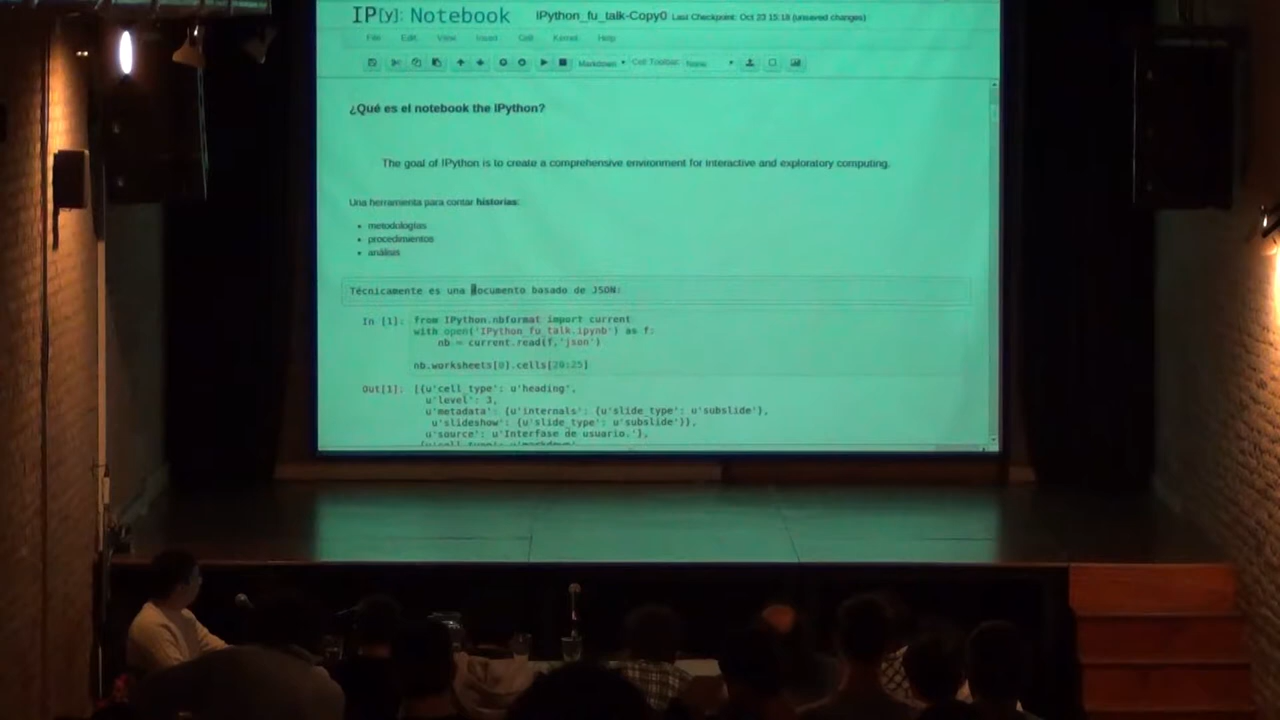 IP[y]: Notebook IPython_fu_talk-Copy0 Last Checkpoint: Oct 23 15:18 (unsaved changes)
File Edit View Insert Cell Kernel Help
Markdown Cell Toolbar: None
¿Qué es el notebook the IPython?
The goal of IPython is to create a comprehensive environment for interactive and exploratory computing.
Una herramienta para contar historias:
metodologías
procedimientos
análisis
Técnicamente es una documento basado de JSON:
In [1]: from IPython.nbformat import current
with open('IPython_fu_talk.ipynb') as f:
nb = current.read(f,'json')
nb.worksheets[0].cells[20:25]
Out[1]: [{u'cell_type': u'heading',
u'level': 3,
u'metadata': {u'internals': {u'slide_type': u'subslide'},
u'slideshow': {u'slide_type': u'subslide'}},
u'source': u'Interfase de usuario.'},